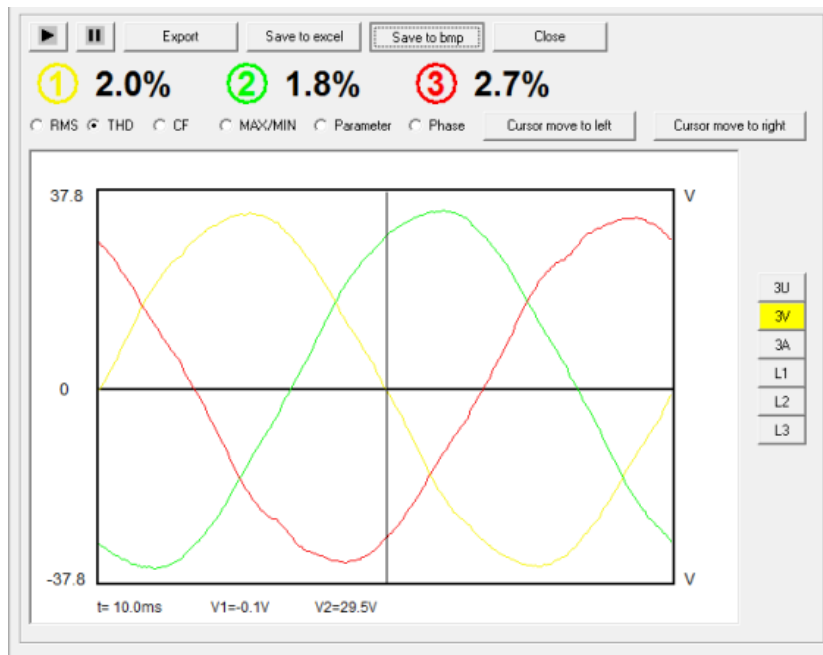 Export Save to excel Save to bmp Close
1 2.0% 2 1.8% 3 2.7%
RMS THD CF MAX/MIN Parameter Phase Cursor move to left Cursor move to right
37.8 V
3U
3V
3A
0 L1
L2
L3
-37.8 V
t= 10.0ms V1=-0.1V V2=29.5V